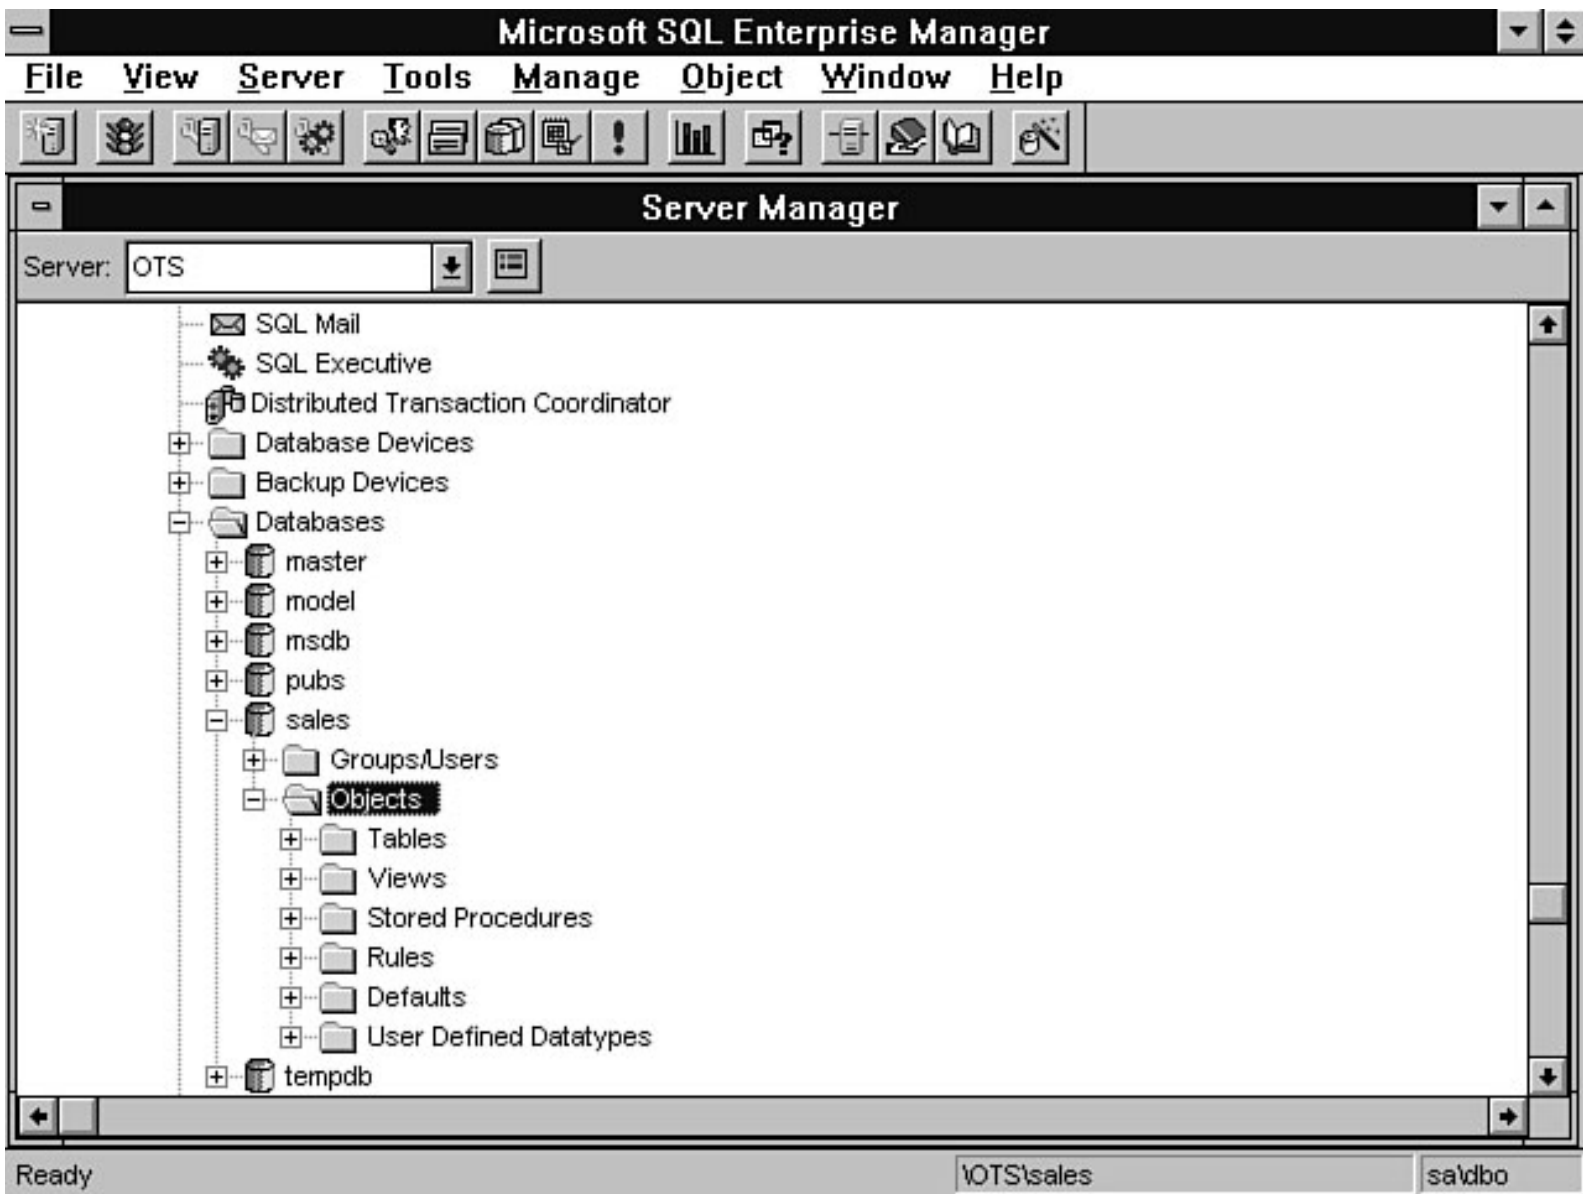 Microsoft SQL Enterprise Manager
File View Server Tools Manage Object Window Help
Server Manager
Server: OTS
SQL Mail
SQL Executive
Distributed Transaction Coordinator
Database Devices
Backup Devices
Databases
master
model
msdb
pubs
sales
Groups/Users
Objects
Tables
Views
Stored Procedures
Rules
Defaults
User Defined Datatypes
tempdb
Ready \OTS\sales sa\dbo